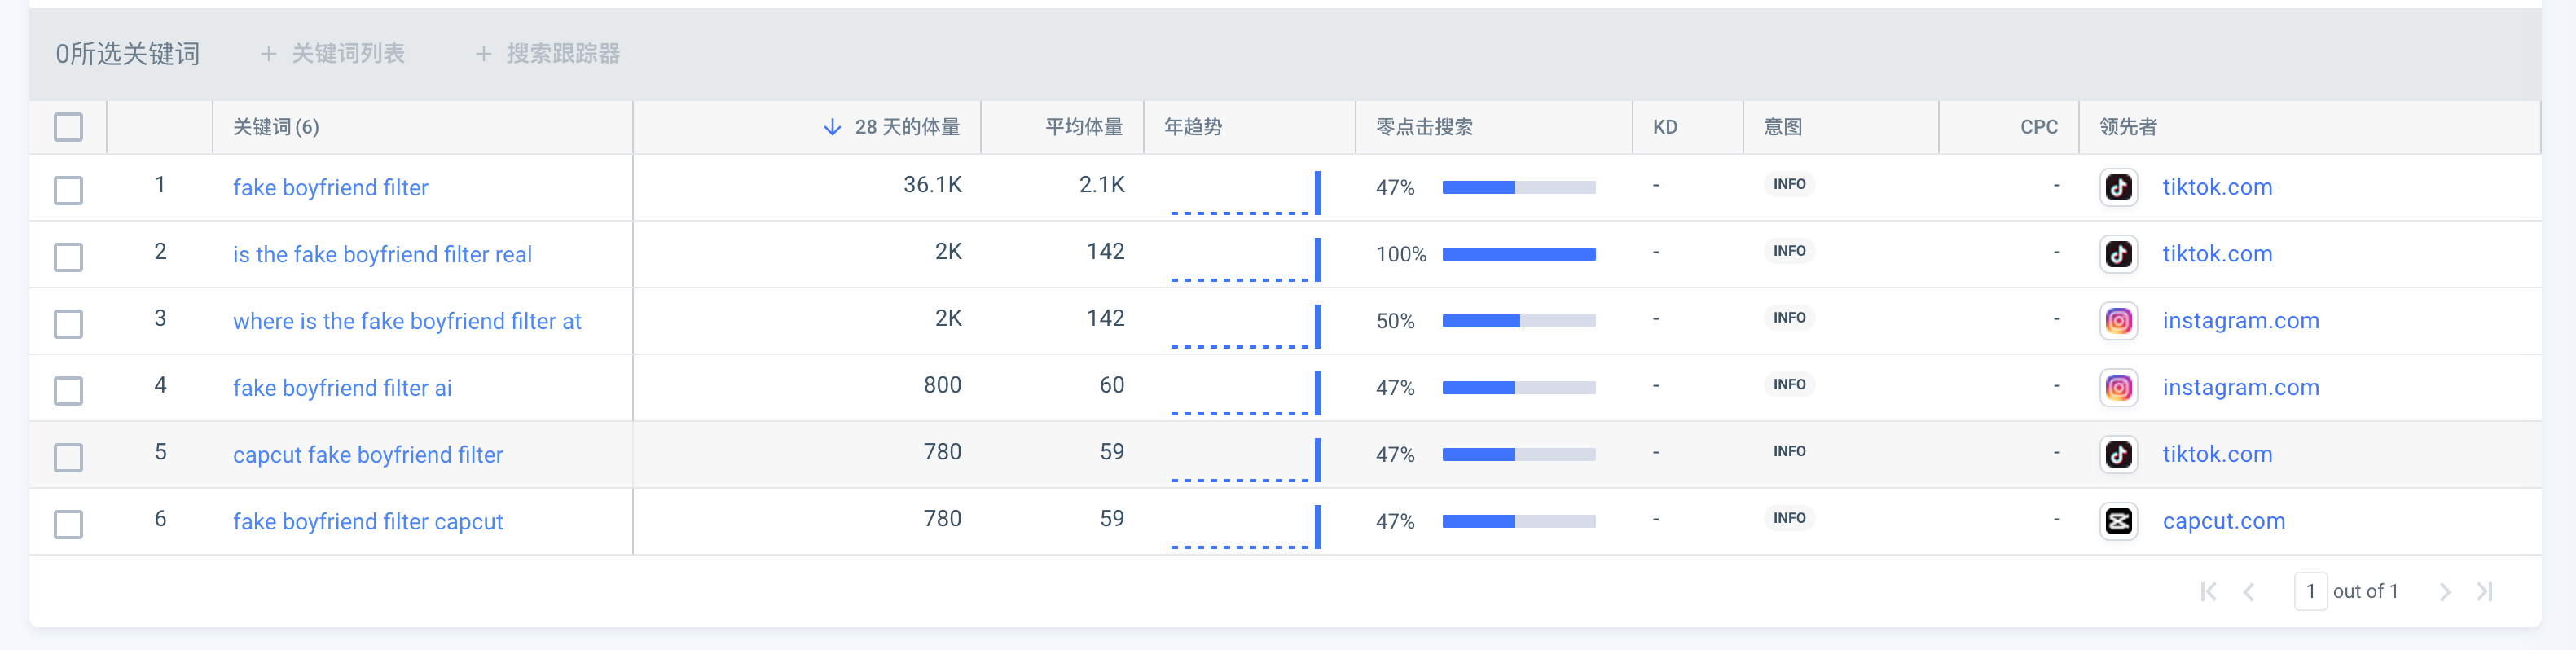 0所选关键词 + 关键词列表 + 搜索跟踪器
关键词 (6) ↓ 28 天的体量 平均体量 年趋势 零点击搜索 KD 意图 CPC 领先者
1 fake boyfriend filter 36.1K 2.1K 47% - INFO - tiktok.com
2 is the fake boyfriend filter real 2K 142 100% - INFO - tiktok.com
3 where is the fake boyfriend filter at 2K 142 50% - INFO - instagram.com
4 fake boyfriend filter ai 800 60 47% - INFO - instagram.com
5 capcut fake boyfriend filter 780 59 47% - INFO - tiktok.com
6 fake boyfriend filter capcut 780 59 47% - INFO - capcut.com
1 out of 1